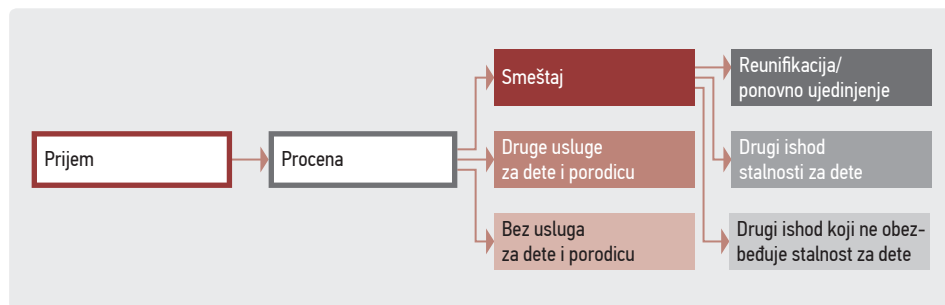 Prijem
Procena
Smeštaj
Druge usluge
za dete i porodicu
Bez usluga
za dete i porodicu
Reunifikacija/
ponovno ujedinjenje
Drugi ishod
stalnosti za dete
Drugi ishod koji ne obez-
beđuje stalnost za dete